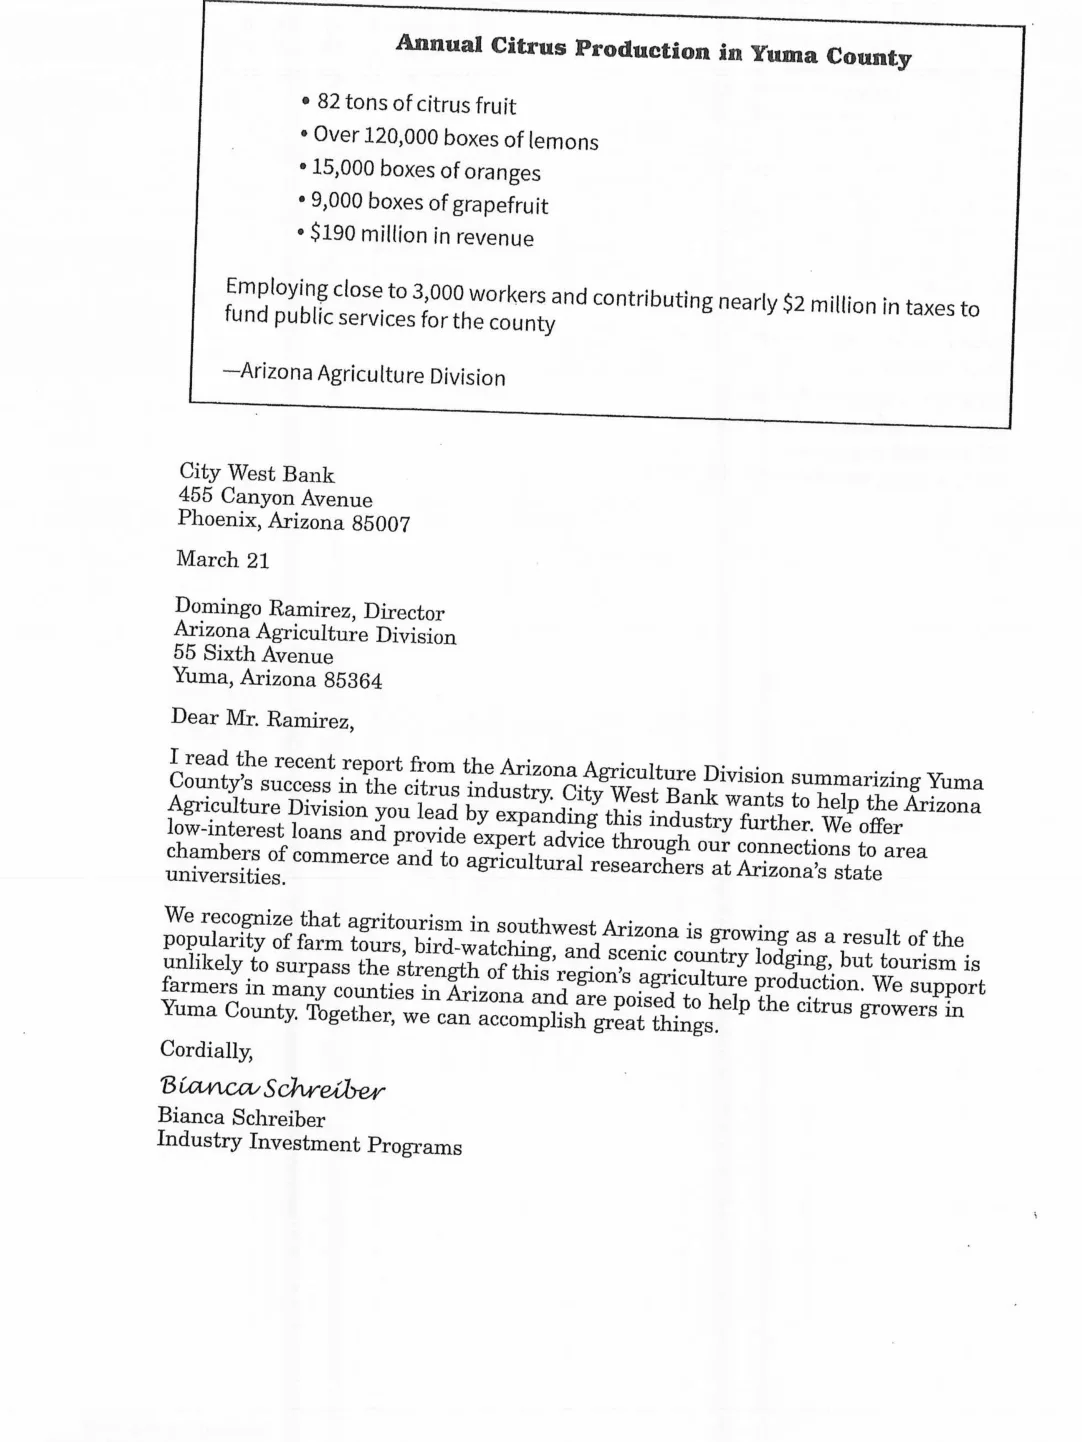 Annual Citrus Production in Yuma County
• 82 tons of citrus fruit
• Over 120,000 boxes of lemons
• 15,000 boxes of oranges
• 9,000 boxes of grapefruit
• $190 million in revenue
Employing close to 3,000 workers and contributing nearly $2 million in taxes to
fund public services for the county
—Arizona Agriculture Division
City West Bank
455 Canyon Avenue
Phoenix, Arizona 85007
March 21
Domingo Ramirez, Director
Arizona Agriculture Division
55 Sixth Avenue
Yuma, Arizona 85364
Dear Mr. Ramirez,
I read the recent report from the Arizona Agriculture Division summarizing Yuma
County's success in the citrus industry. City West Bank wants to help the Arizona
Agriculture Division you lead by expanding this industry further. We offer
low-interest loans and provide expert advice through our connections to area
chambers of commerce and to agricultural researchers at Arizona's state
universities.
We recognize that agritourism in southwest Arizona is growing as a result of the
popularity of farm tours, bird-watching, and scenic country lodging, but tourism is
unlikely to surpass the strength of this region's agriculture production. We support
farmers in many counties in Arizona and are poised to help the citrus growers in
Yuma County. Together, we can accomplish great things.
Cordially,
Bianca Schreiber
Bianca Schreiber
Industry Investment Programs